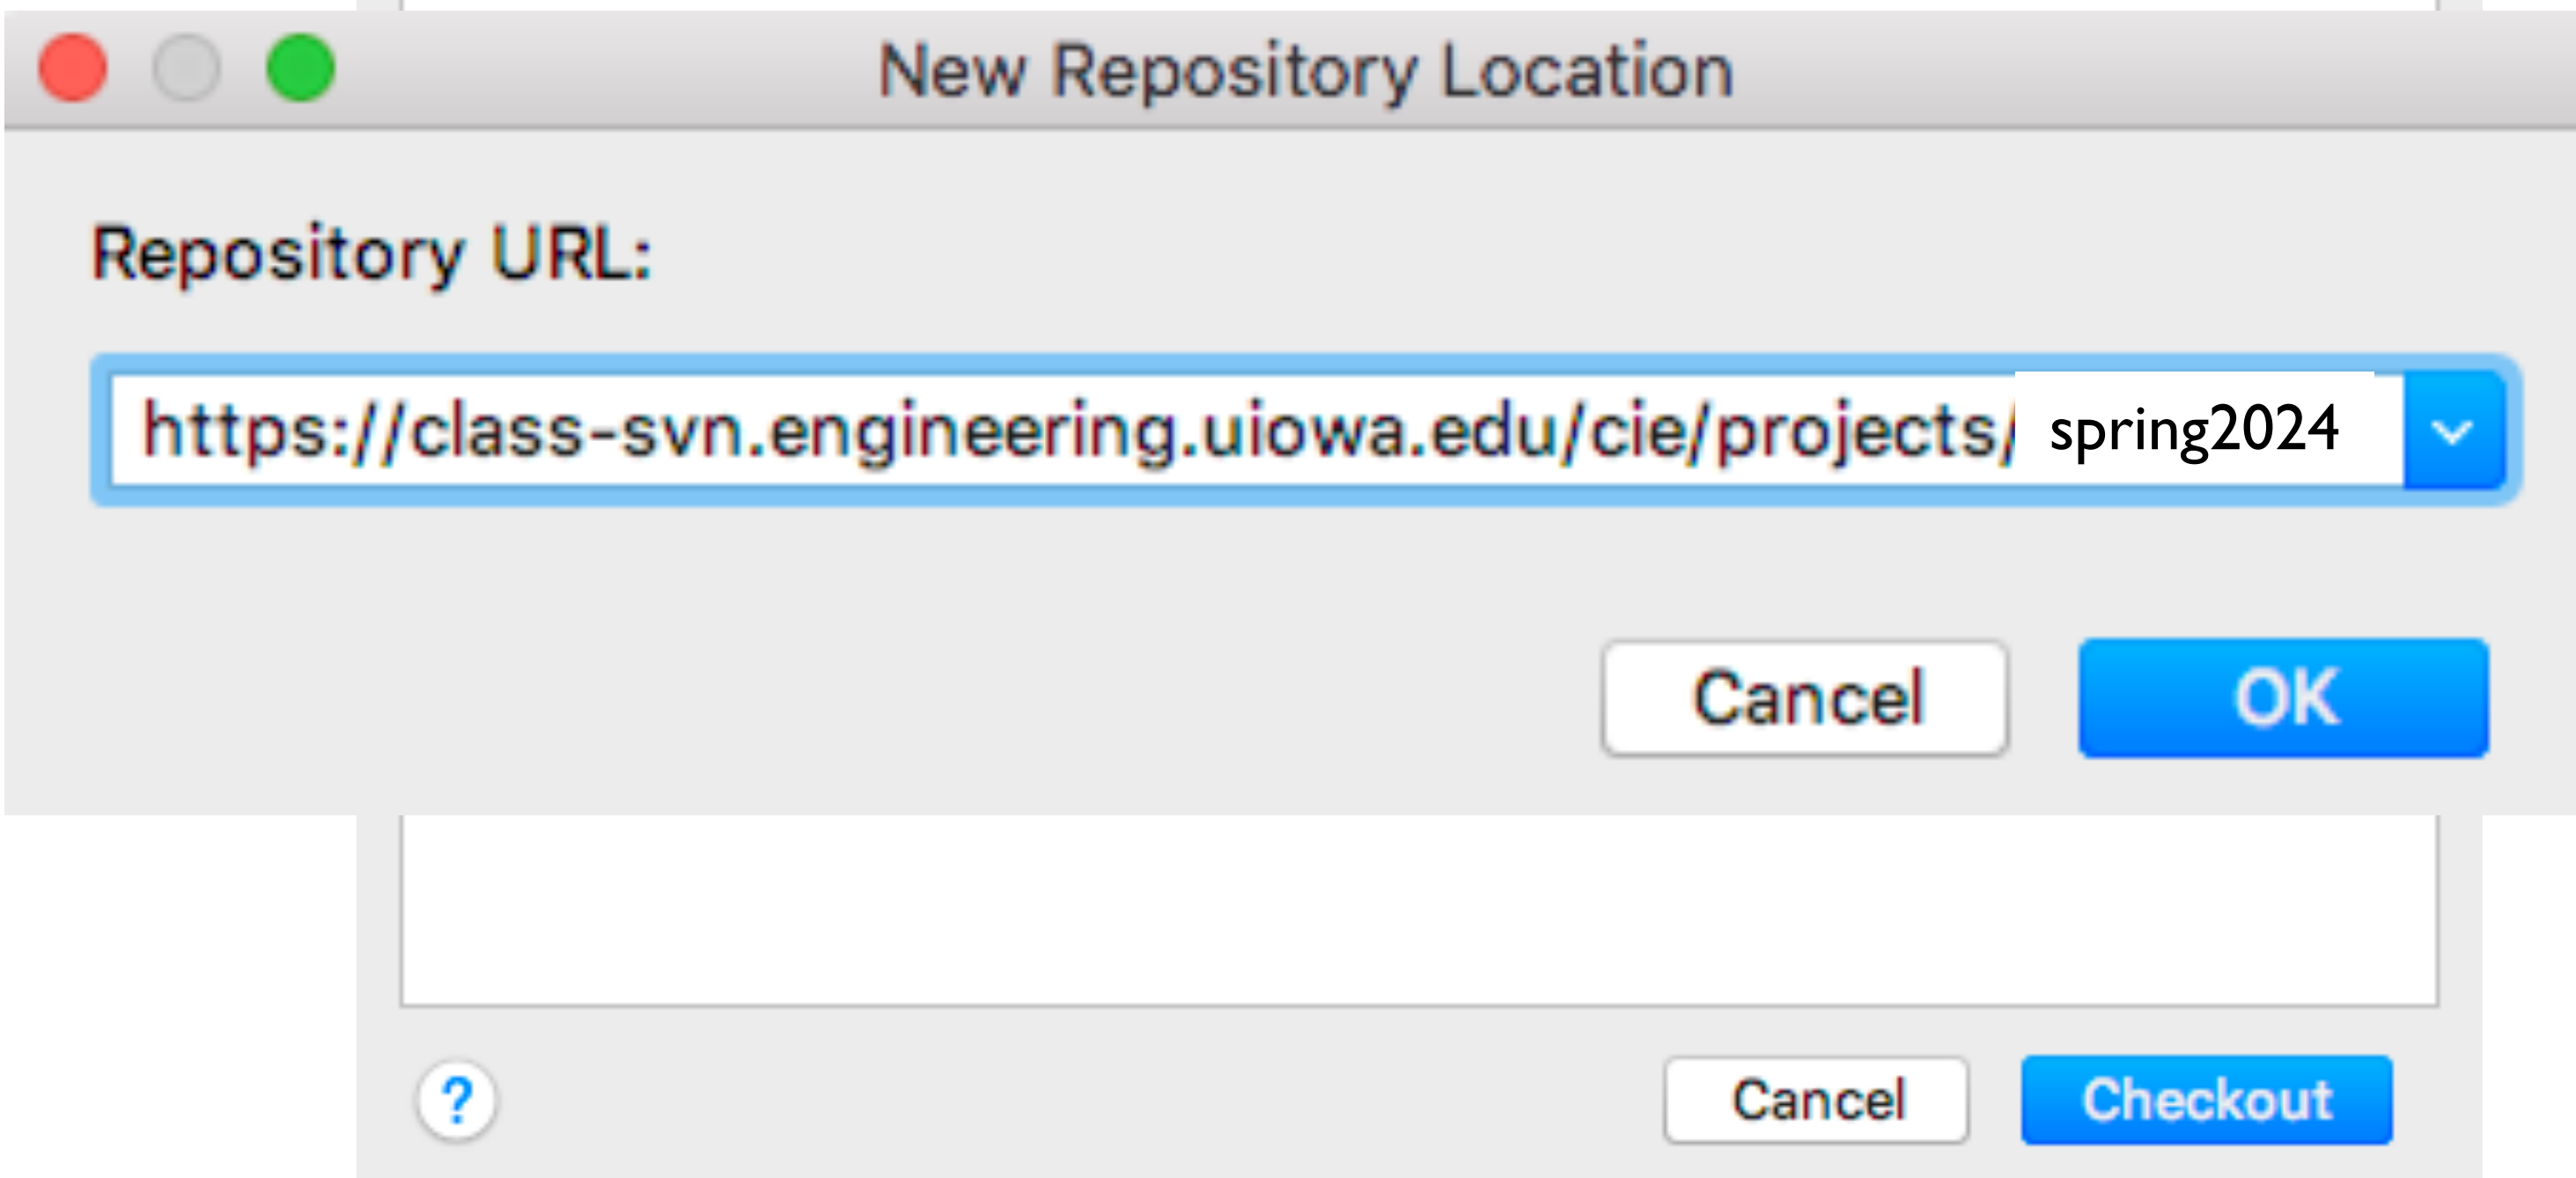 New Repository Location
Repository URL:
https://class-svn.engineering.uiowa.edu/cie/projects/ spring2024
Cancel OK
? Cancel Checkout